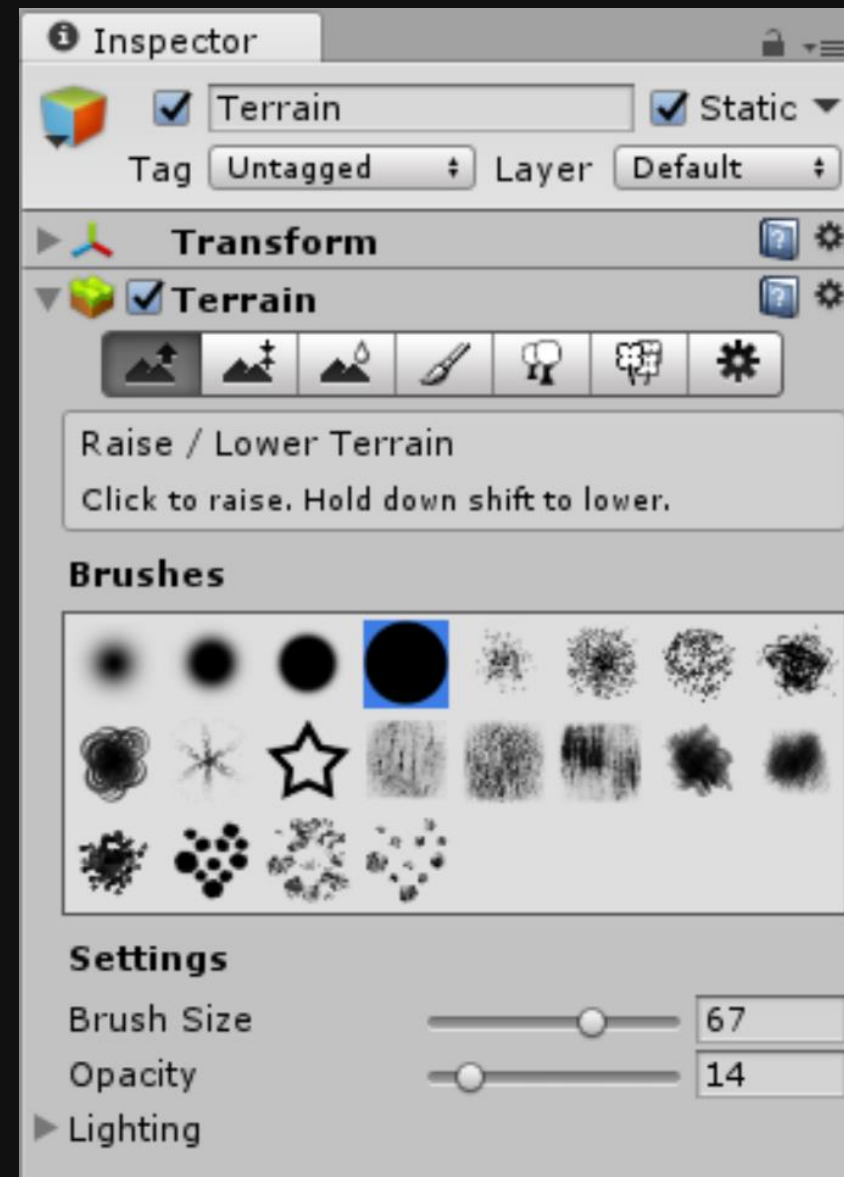 Inspector
Terrain Static
Tag Untagged Layer Default
Transform
Terrain
Raise / Lower Terrain
Click to raise. Hold down shift to lower.
Brushes
Settings
Brush Size 67
Opacity 14
Lighting